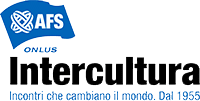 AFS
ONLUS
Intercultura
Incontri che cambiano il mondo. Dal 1955